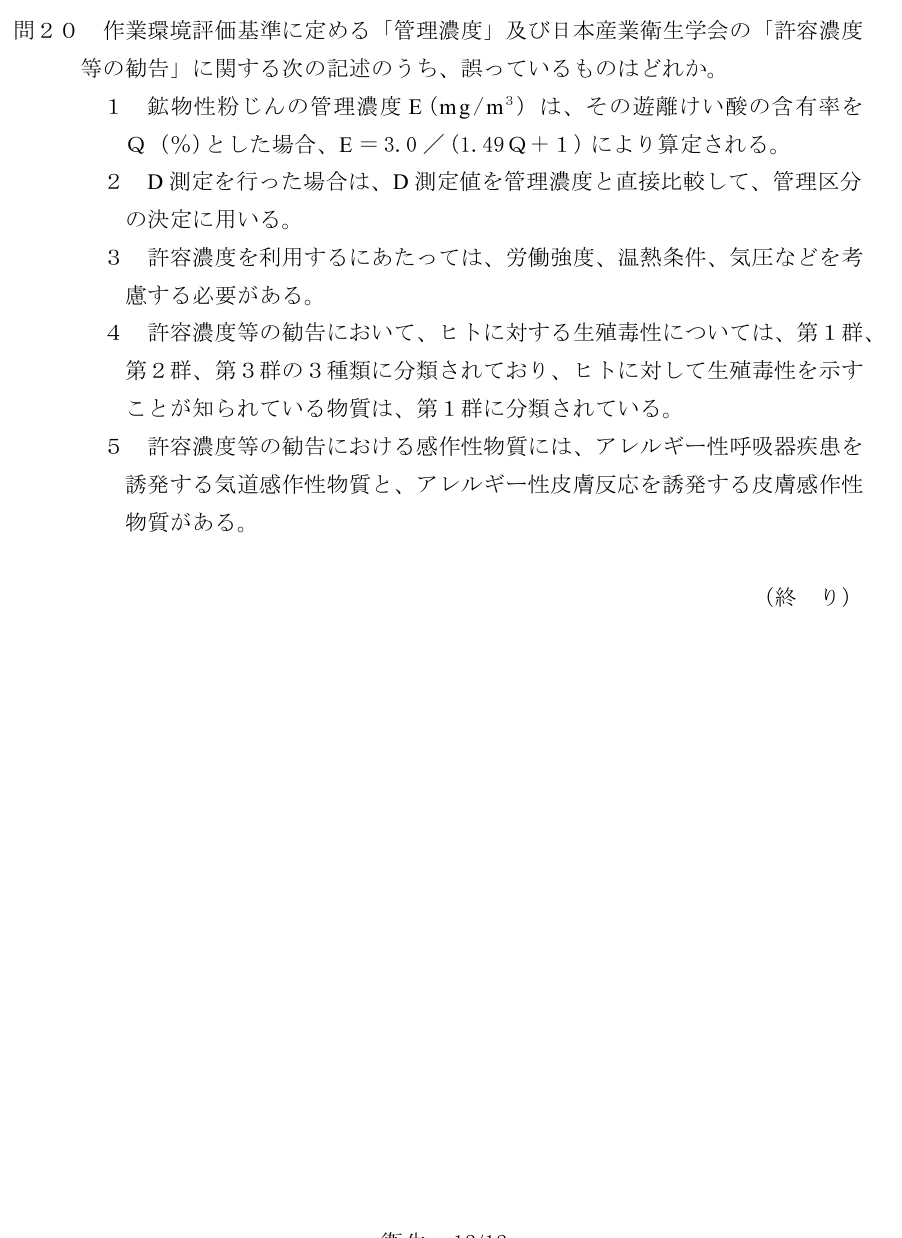 問２０　作業環境評価基準に定める「管理濃度」及び日本産業衛生学会の「許容濃度
等の勧告」に関する次の記述のうち、誤っているものはどれか。
１　鉱物性粉じんの管理濃度 E（mg/m³）は、その遊離けい酸の含有率を
Ｑ（％）とした場合、E＝3.0／（1.49Ｑ＋１）により算定される。
２　D 測定を行った場合は、D 測定値を管理濃度と直接比較して、管理区分
の決定に用いる。
３　許容濃度を利用するにあたっては、労働強度、温熱条件、気圧などを考
慮する必要がある。
４　許容濃度等の勧告において、ヒトに対する生殖毒性については、第１群、
第２群、第３群の３種類に分類されており、ヒトに対して生殖毒性を示す
ことが知られている物質は、第１群に分類されている。
５　許容濃度等の勧告における感作性物質には、アレルギー性呼吸器疾患を
誘発する気道感作性物質と、アレルギー性皮膚反応を誘発する皮膚感作性
物質がある。
（終　り）